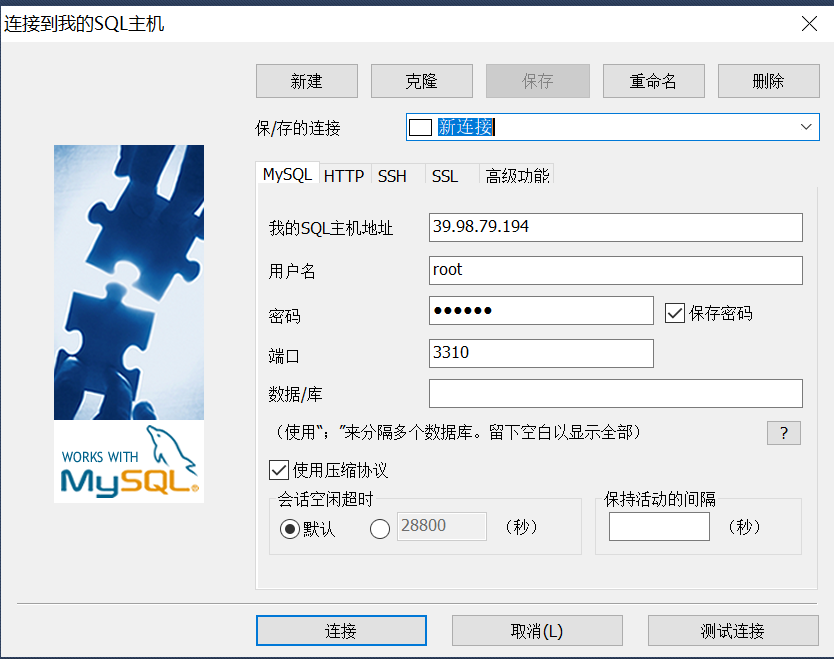 连接到我的SQL主机
新建 克隆 保存 重命名 删除
保/存的连接 新连接
MySQL HTTP SSH SSL 高级功能
我的SQL主机地址 39.98.79.194
用户名 root
密码 ●●●●●● 保存密码
端口 3310
数据/库
（使用“；”来分隔多个数据库。留下空白以显示全部） ?
使用压缩协议
会话空闲超时 保持活动的间隔
默认 28800 （秒） （秒）
WORKS WITH
MySQL®
连接 取消(L) 测试连接